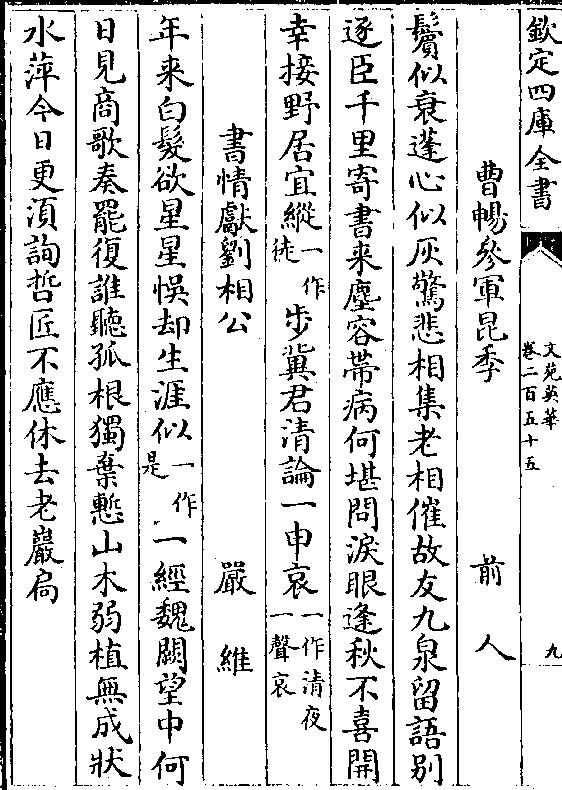 欽定四庫全書
文苑英華
卷二百五十五
九
曹暢參軍昆季 前人
鬢似衰蓬心似灰驚悲相集老相催故友九泉留語別
逐臣千里寄書來塵容帶病何堪問淚眼逢秋不喜開
幸接野居宜縱一作徒步冀君清論一申哀一作清夜一聲哀
書情獻劉相公 嚴維
年來白髮欲星星悞却生涯似一作是一經魏闕望中何
日見商歌奏罷復誰聽孤根獨棄慙山木弱植無成狀
水萍今日更須詢哲匠不應休去老巖扃